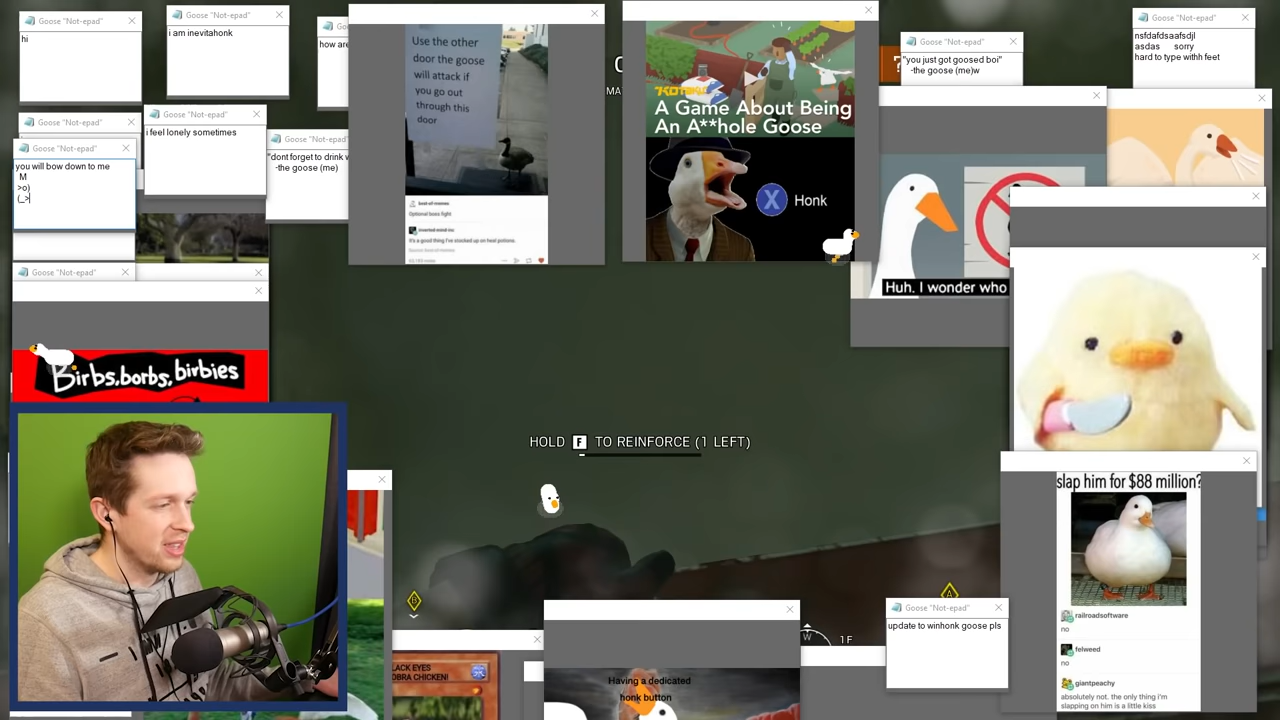 Goose "Not-epad"
hi
Goose "Not-epad"
i am inevitahonk
how are
Goose "Not-epad"
Goose "Not-epad"
i feel lonely sometimes
Goose "Not-epad"
you will bow down to me
M
>o)
(_>
Goose "Not-epad"
"dont forget to drink w
-the goose (me)
Goose "Not-epad"
Use the other
door the goose
will attack if
you go out
through this
door
Optional boss fight
It's a good thing I've stacked up on heal potions.
KOTAKU
A Game About Being
An A**hole Goose
X Honk
Goose "Not-epad"
"you just got goosed boi"
-the goose (me)w
Goose "Not-epad"
nsfdafdsaafsdjl
asdas sorry
hard to type withh feet
Huh. I wonder who
Birbs,borbs,birbies
HOLD F TO REINFORCE (1 LEFT)
B
A
W
1F
LACK EYES
OBRA CHICKEN!
Having a dedicated
honk button
Goose "Not-epad"
update to winhonk goose pls
slap him for $88 million?
railroadsoftware
no
felweed
no
giantpeachy
absolutely not. the only thing i'm
slapping on him is a little kiss